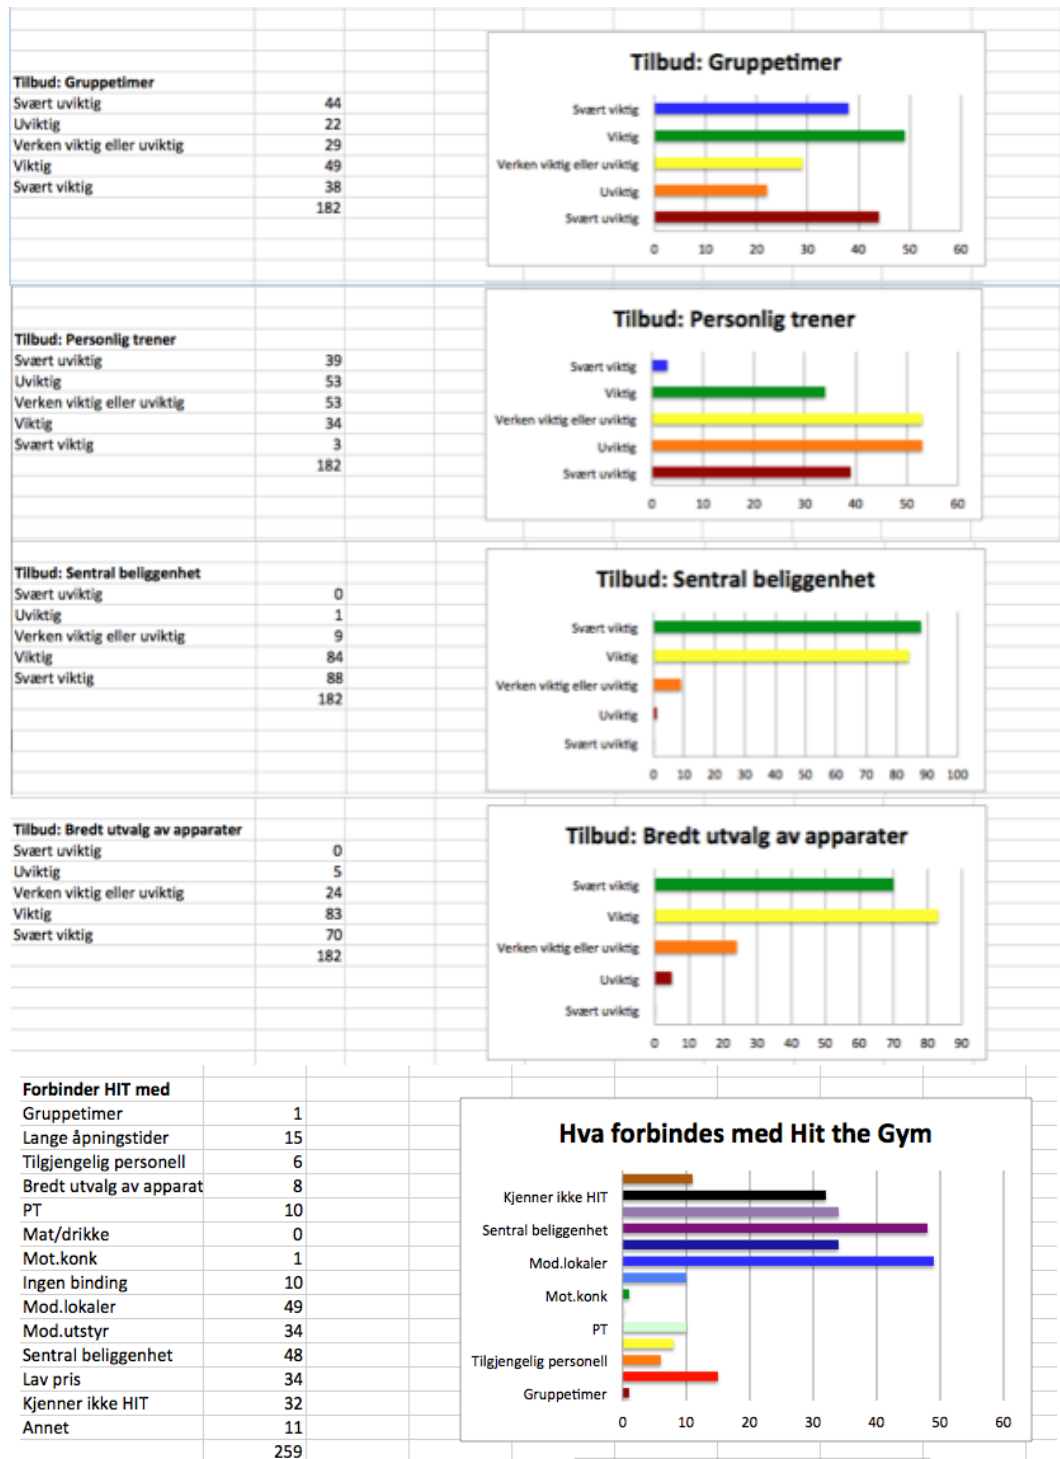 Tilbud: Gruppetimer
Svært uviktig 44
Uviktig 22
Verken viktig eller uviktig 29
Viktig 49
Svært viktig 38
182
Tilbud: Gruppetimer
Svært viktig
Viktig
Verken viktig eller uviktig
Uviktig
Svært uviktig
0 10 20 30 40 50 60
Tilbud: Personlig trener
Svært uviktig 39
Uviktig 53
Verken viktig eller uviktig 53
Viktig 34
Svært viktig 3
182
Tilbud: Personlig trener
Svært viktig
Viktig
Verken viktig eller uviktig
Uviktig
Svært uviktig
0 10 20 30 40 50 60
Tilbud: Sentral beliggenhet
Svært uviktig 0
Uviktig 1
Verken viktig eller uviktig 9
Viktig 84
Svært viktig 88
182
Tilbud: Sentral beliggenhet
Svært viktig
Viktig
Verken viktig eller uviktig
Uviktig
Svært uviktig
0 10 20 30 40 50 60 70 80 90 100
Tilbud: Bredt utvalg av apparater
Svært uviktig 0
Uviktig 5
Verken viktig eller uviktig 24
Viktig 83
Svært viktig 70
182
Tilbud: Bredt utvalg av apparater
Svært viktig
Viktig
Verken viktig eller uviktig
Uviktig
Svært uviktig
0 10 20 30 40 50 60 70 80 90
Forbinder HIT med
Gruppetimer 1
Lange åpningstider 15
Tilgjengelig personell 6
Bredt utvalg av apparat 8
PT 10
Mat/drikke 0
Mot.konk 1
Ingen binding 10
Mod.lokaler 49
Mod.utstyr 34
Sentral beliggenhet 48
Lav pris 34
Kjenner ikke HIT 32
Annet 11
259
Hva forbindes med Hit the Gym
Kjenner ikke HIT
Sentral beliggenhet
Mod.lokaler
Mot.konk
PT
Tilgjengelig personell
Gruppetimer
0 10 20 30 40 50 60